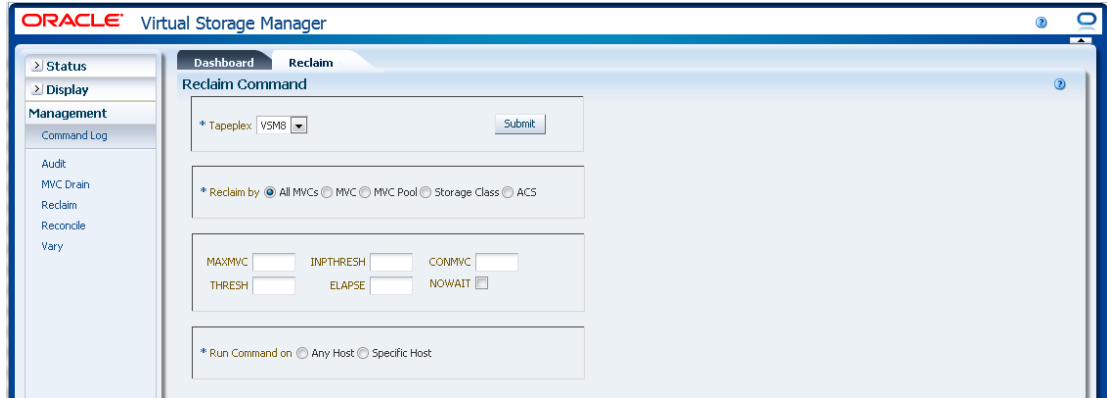 ORACLE® Virtual Storage Manager
Status
Display
Management
Command Log
Audit
MVC Drain
Reclaim
Reconcile
Vary
Dashboard Reclaim
Reclaim Command
* Tapeplex VSM8 Submit
* Reclaim by All MVCs MVC MVC Pool Storage Class ACS
MAXMVC INPTHRESH CONMVC
THRESH ELAPSE NOWAIT
* Run Command on Any Host Specific Host